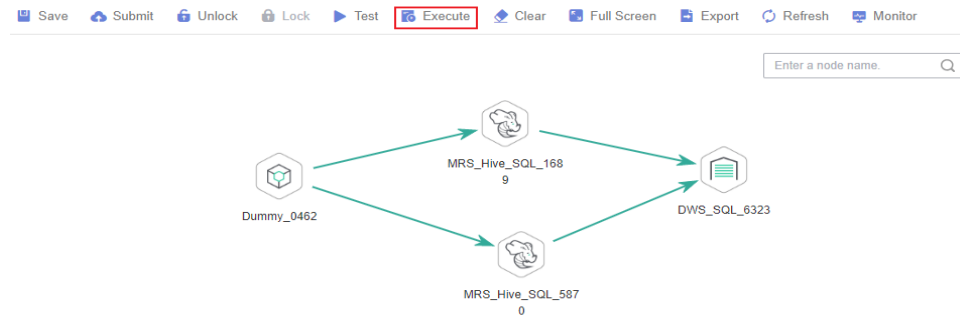 Save Submit Unlock Lock Test Execute Clear Full Screen Export Refresh Monitor
Enter a node name.
MRS_Hive_SQL_168
9
Dummy_0462
DWS_SQL_6323
MRS_Hive_SQL_587
0